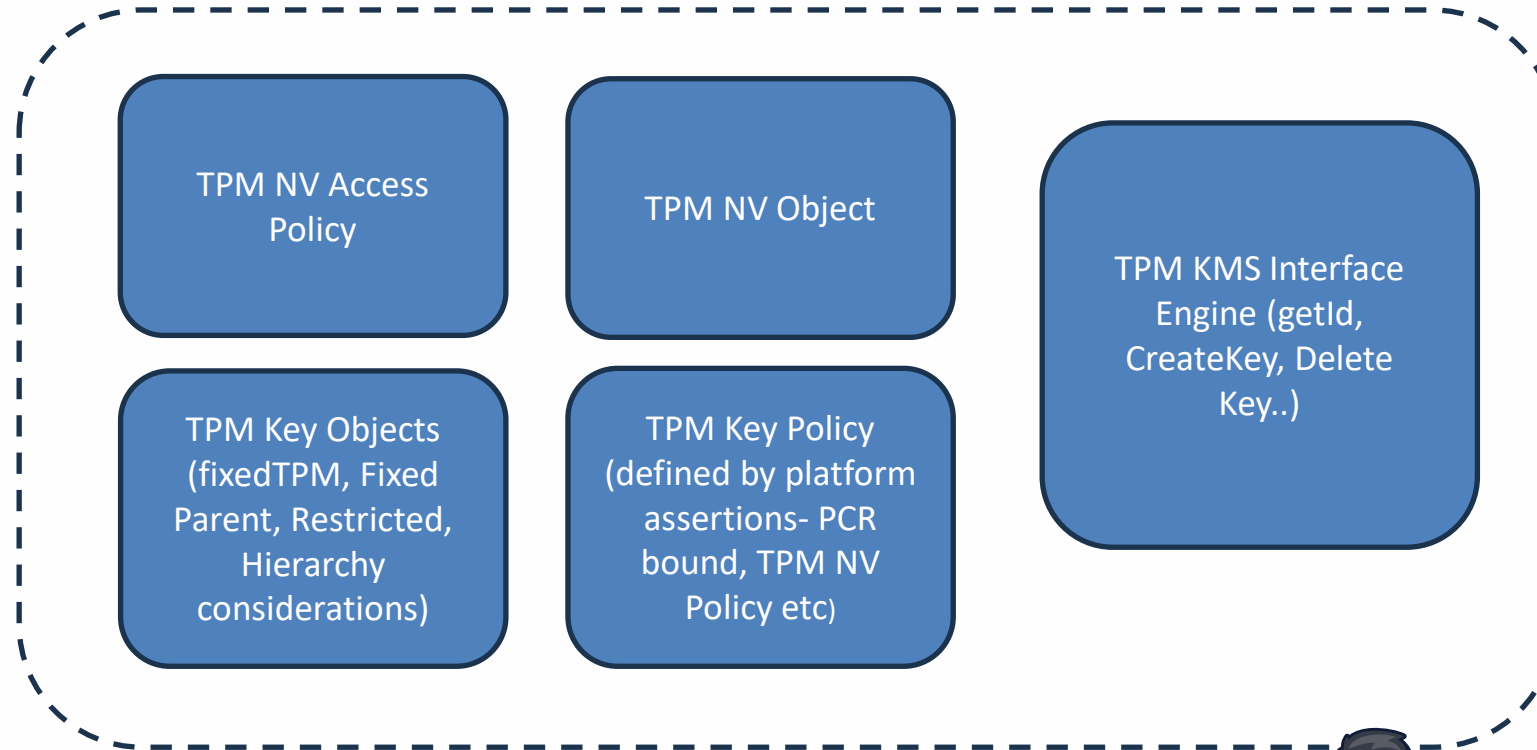 TPM NV Access
Policy
TPM NV Object
TPM KMS Interface
Engine (getId,
CreateKey, Delete
Key..)
TPM Key Objects
(fixedTPM, Fixed
Parent, Restricted,
Hierarchy
considerations)
TPM Key Policy
(defined by platform
assertions- PCR
bound, TPM NV
Policy etc)